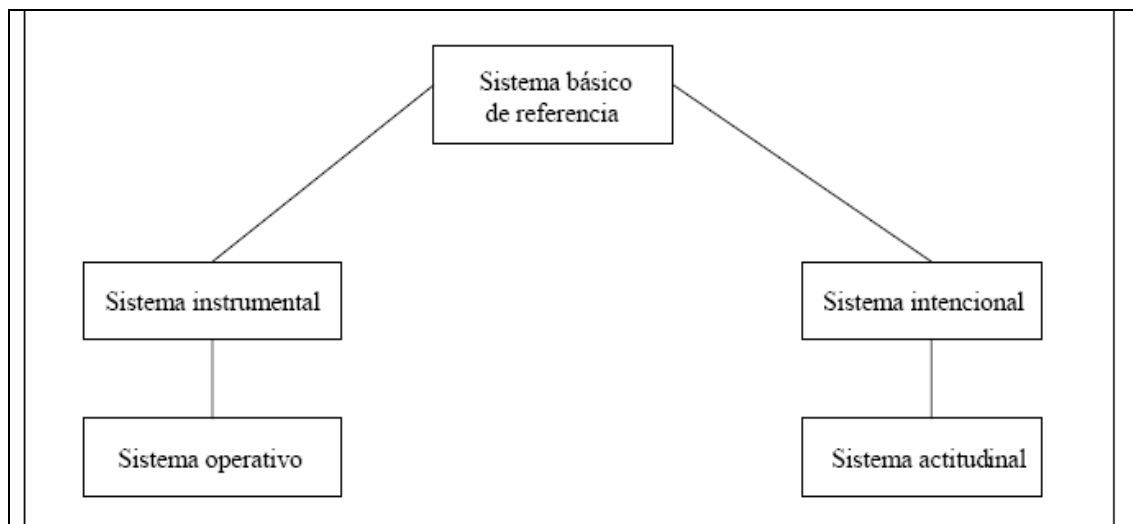 Sistema básico
de referencia
Sistema instrumental
Sistema intencional
Sistema operativo
Sistema actitudinal